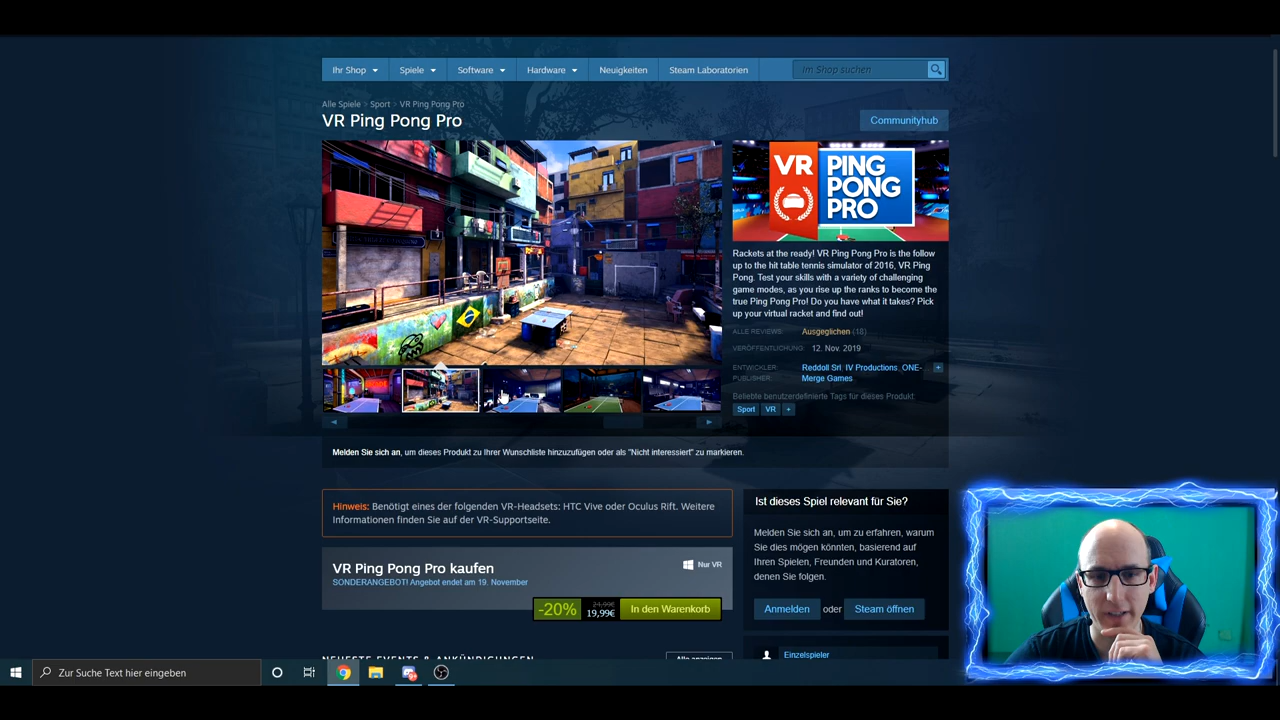 Ihr Shop Spiele Software Hardware Neuigkeiten Steam Laboratorien Im Shop suchen
Alle Spiele > Sport > VR Ping Pong Pro
VR Ping Pong Pro
Communityhub
VR PING
PONG
PRO
Rackets at the ready! VR Ping Pong Pro is the follow
up to the hit table tennis simulator of 2016, VR Ping
Pong. Test your skills with a variety of challenging
game modes, as you rise up the ranks to become the
true Ping Pong Pro! Do you have what it takes? Pick
up your virtual racket and find out!
ALL REVIEWS: Ausgeglichen (18)
VERÖFFENTLICHUNG: 12. Nov. 2019
ENTWICKLER: Reddoll Srl, IV Productions, ONE-
PUBLISHER: Merge Games
+
Beliebte benutzerdefinierte Tags für dieses Produkt:
Sport VR +
Melden Sie sich an, um dieses Produkt zu Ihrer Wunschliste hinzuzufügen oder als "Nicht interessiert" zu markieren.
Hinweis: Benötigt eines der folgenden VR-Headsets: HTC Vive oder Oculus Rift. Weitere
Informationen finden Sie auf der VR-Supportseite.
VR Ping Pong Pro kaufen
Nur VR
SONDERANGEBOT! Angebot endet am 19. November
-20% 24,99€ 19,99€ In den Warenkorb
Ist dieses Spiel relevant für Sie?
Melden Sie sich an, um zu erfahren, warum
Sie dies mögen könnten, basierend auf
Ihren Spielen, Freunden und Kuratoren,
denen Sie folgen.
Anmelden oder Steam öffnen
NEUESTE EVENTS & ANKÜNDIGUNGEN Alle anzeigen
Einzelspieler
Zur Suche Text hier eingeben